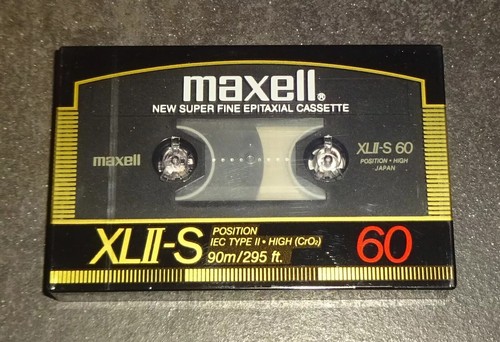 maxell®
NEW SUPER FINE EPITAXIAL CASSETTE
maxell
XLII-S 60
POSITION • HIGH
JAPAN
XLII-S
POSITION
IEC TYPE II • HIGH (CrO₂)
90m/295 ft.
60